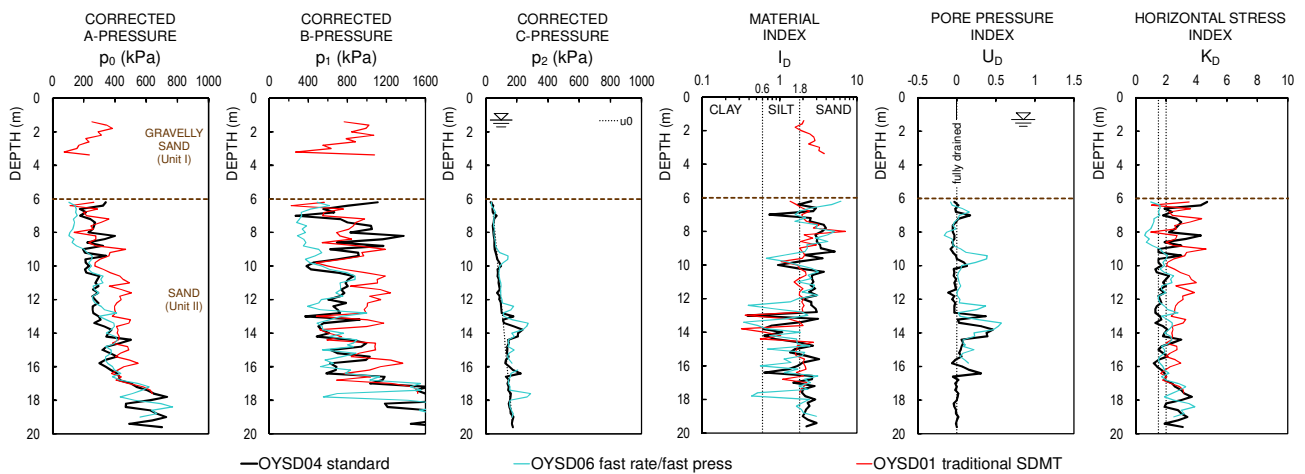 CORRECTED
A-PRESSURE
p0 (kPa)
0 200 400 600 800 1000
0
2
4
6
8
10
12
14
16
18
20
DEPTH (m)
GRAVELLY
SAND
(Unit I)
SAND
(Unit II)
CORRECTED
B-PRESSURE
p1 (kPa)
0 400 800 1200 1600
0
2
4
6
8
10
12
14
16
18
20
DEPTH (m)
CORRECTED
C-PRESSURE
p2 (kPa)
0 200 400 600 800 1000
0
2
4
6
8
10
12
14
16
18
20
DEPTH (m)
u0
MATERIAL
INDEX
ID
0.1 1 10
0.6 1.8
CLAY SILT SAND
0
2
4
6
8
10
12
14
16
18
20
DEPTH (m)
PORE PRESSURE
INDEX
UD
-0.5 0 0.5 1 1.5
0
2
4
6
8
10
12
14
16
18
20
DEPTH (m)
fully drained
HORIZONTAL STRESS
INDEX
KD
0 2 4 6 8 10
0
2
4
6
8
10
12
14
16
18
20
DEPTH (m)
OYSD04 standard
OYSD06 fast rate/fast press
OYSD01 traditional SDMT